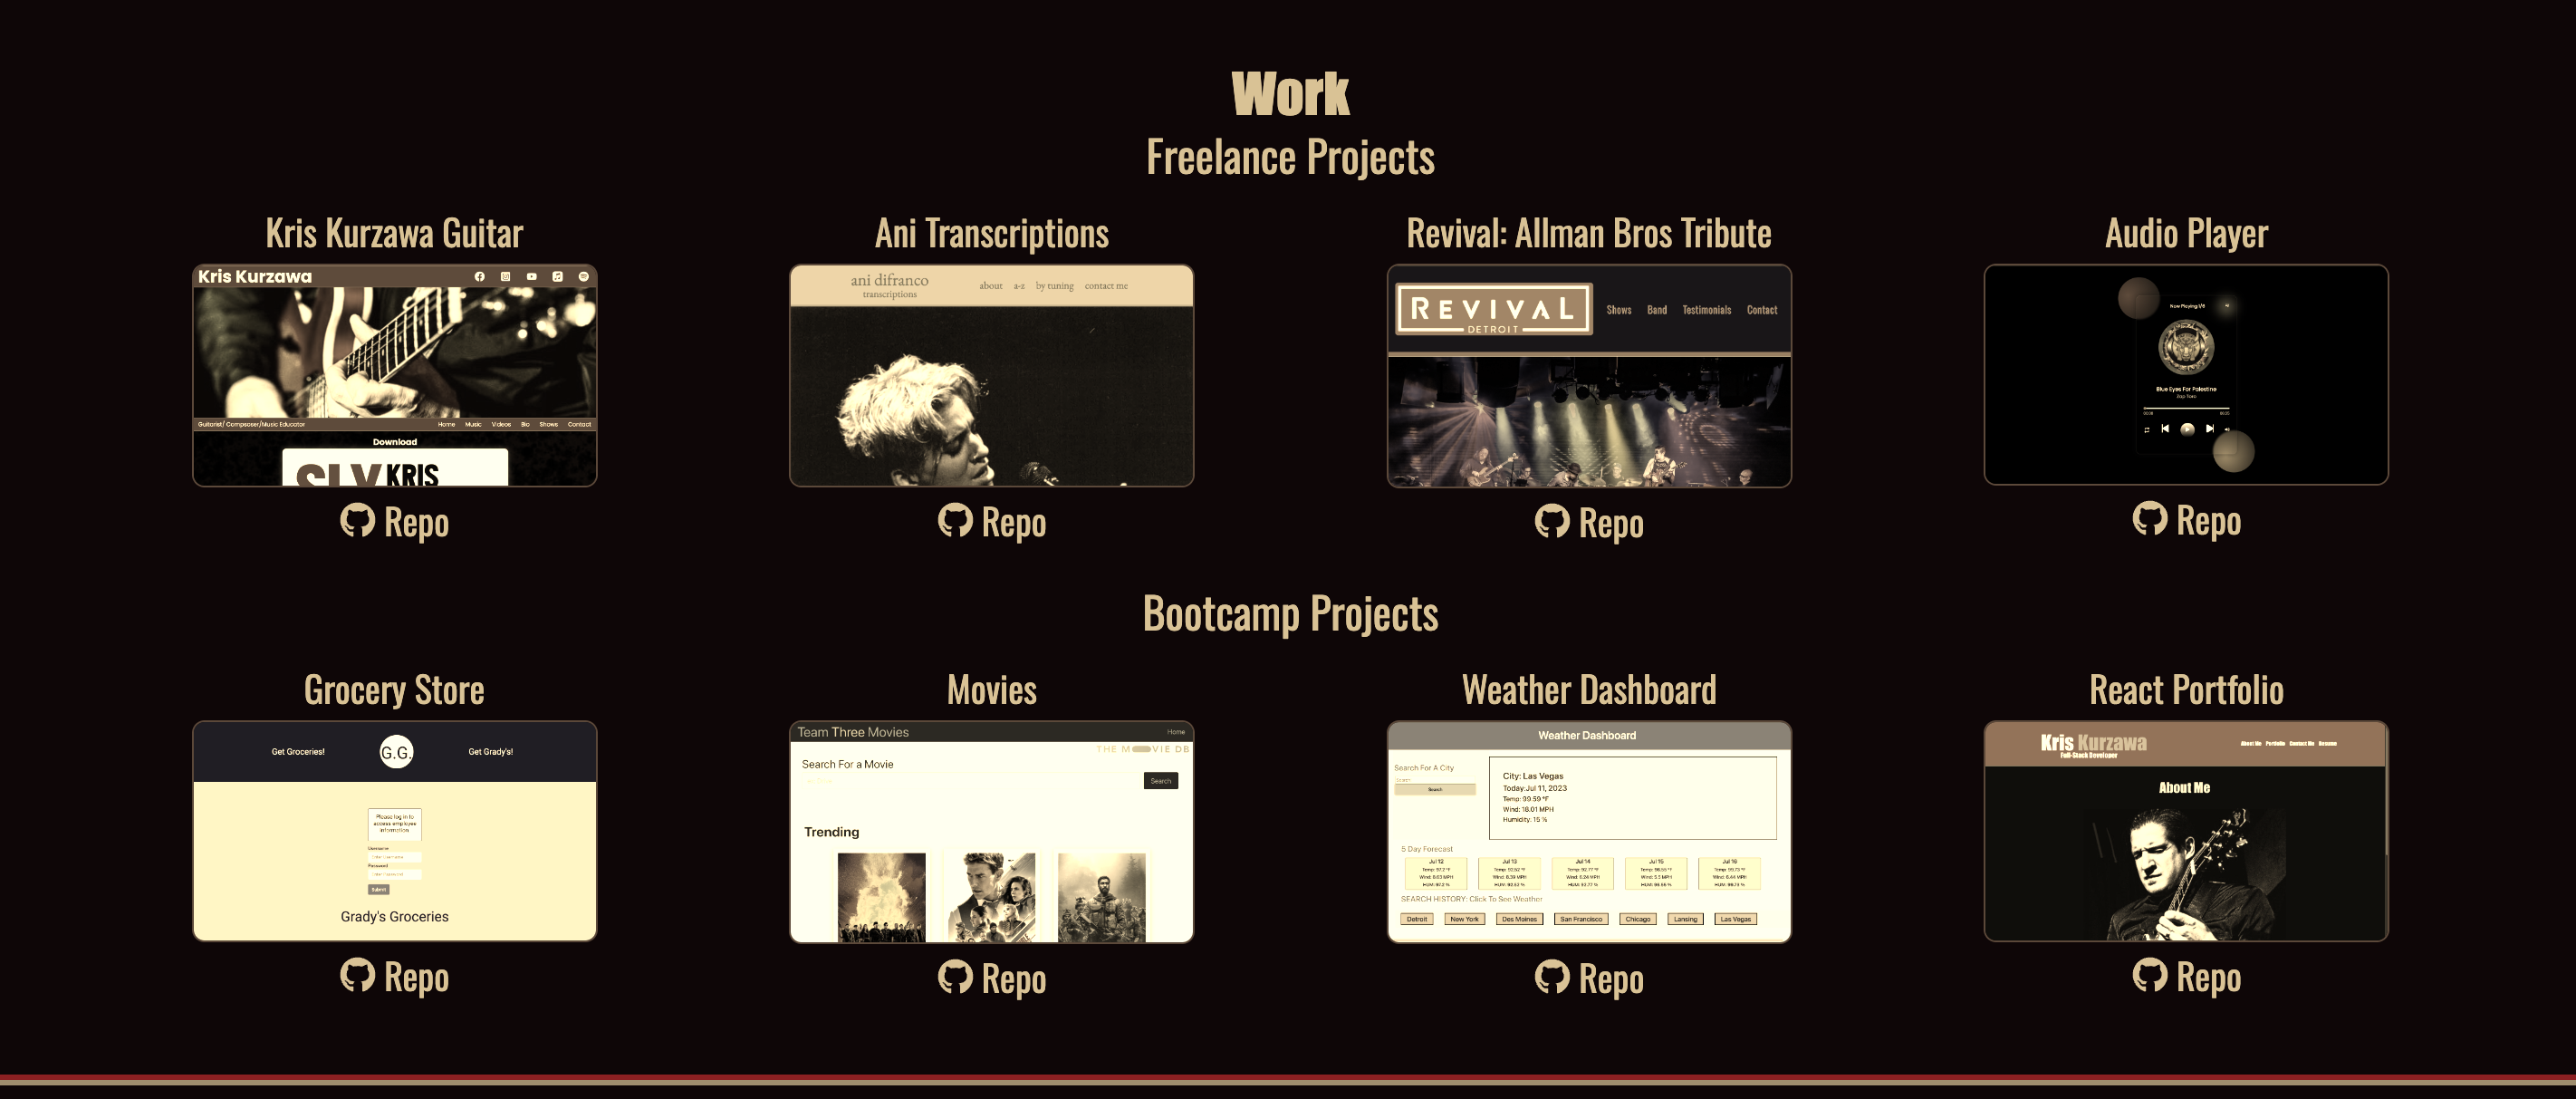 Work
Freelance Projects
Kris Kurzawa Guitar
Ani Transcriptions
Revival: Allman Bros Tribute
Audio Player
Kris Kurzawa
Guitarist/ Composer/Music Educator
Home Music Videos Bio Shows Contact
Download
SLY KRIS
ani difranco
transcriptions
about a-z by tuning contact me
REVIVAL
DETROIT
Shows Band Testimonials Contact
Now Playing 1/6
Blue Eyes For Palestine
Repo
Repo
Repo
Repo
Bootcamp Projects
Grocery Store
Movies
Weather Dashboard
React Portfolio
Get Groceries!
G.G.
Get Grady's!
Please log in to
access employee
information
Username
Password
Submit
Grady's Groceries
Team Three Movies
Home
THE MOVIE DB
Search For a Movie
Search
Trending
Weather Dashboard
Search For A City
Search
City: Las Vegas
Today:Jul 11, 2023
Temp: 99.59 °F
Wind: 18.01 MPH
Humidity: 15 %
5 Day Forecast
Jul 12 Jul 13 Jul 14 Jul 15 Jul 16
SEARCH HISTORY: Click To See Weather
Detroit New York Des Moines San Francisco Chicago Lansing Las Vegas
Kris Kurzawa
Full-Stack Developer
About Me Portfolio Contact Me Resume
About Me
Repo
Repo
Repo
Repo